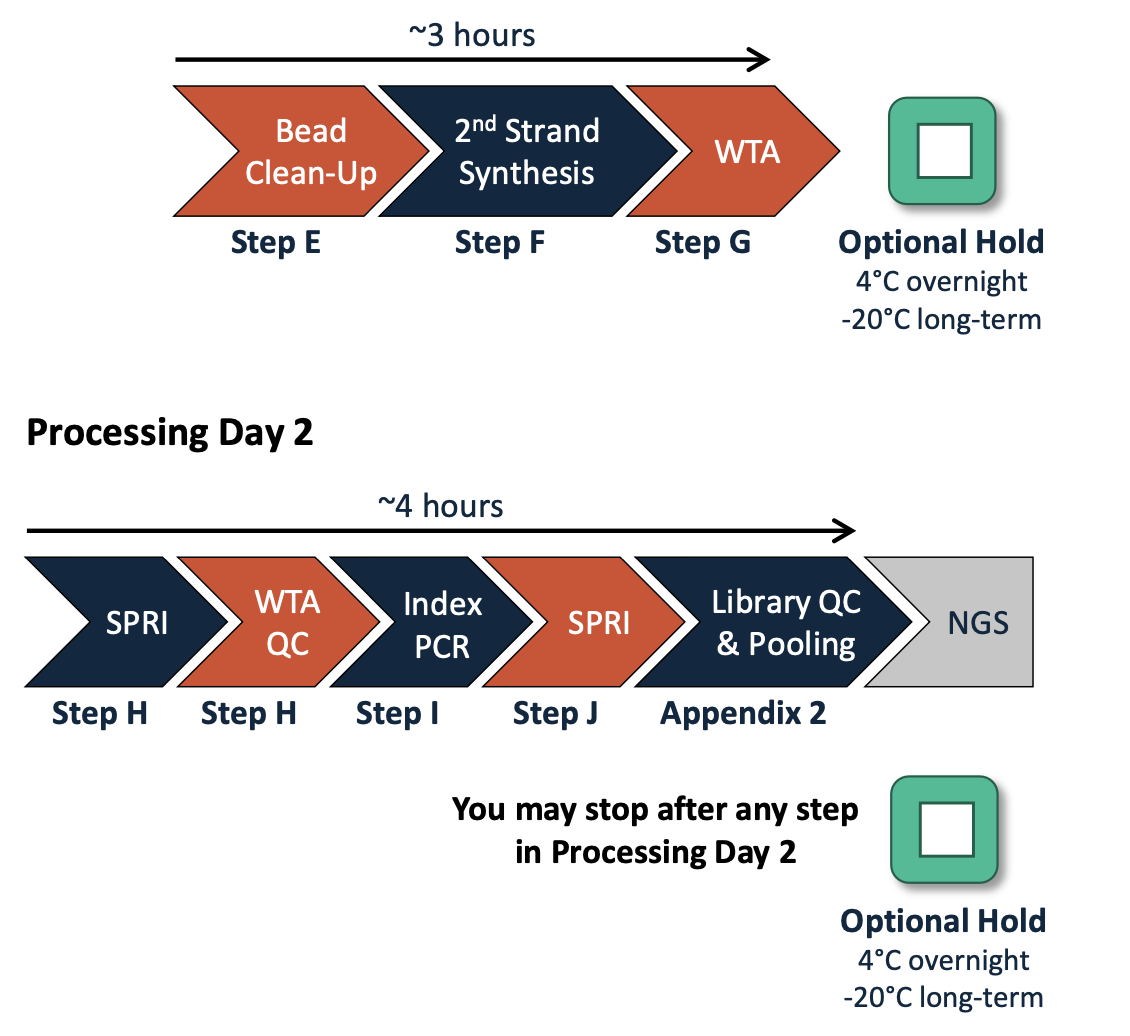 ~3 hours
Bead
Clean-Up
2nd Strand
Synthesis
WTA
Step E
Step F
Step G
Optional Hold
4°C overnight
-20°C long-term
Processing Day 2
~4 hours
SPRI
WTA
QC
Index
PCR
SPRI
Library QC
& Pooling
NGS
Step H
Step H
Step I
Step J
Appendix 2
You may stop after any step
in Processing Day 2
Optional Hold
4°C overnight
-20°C long-term